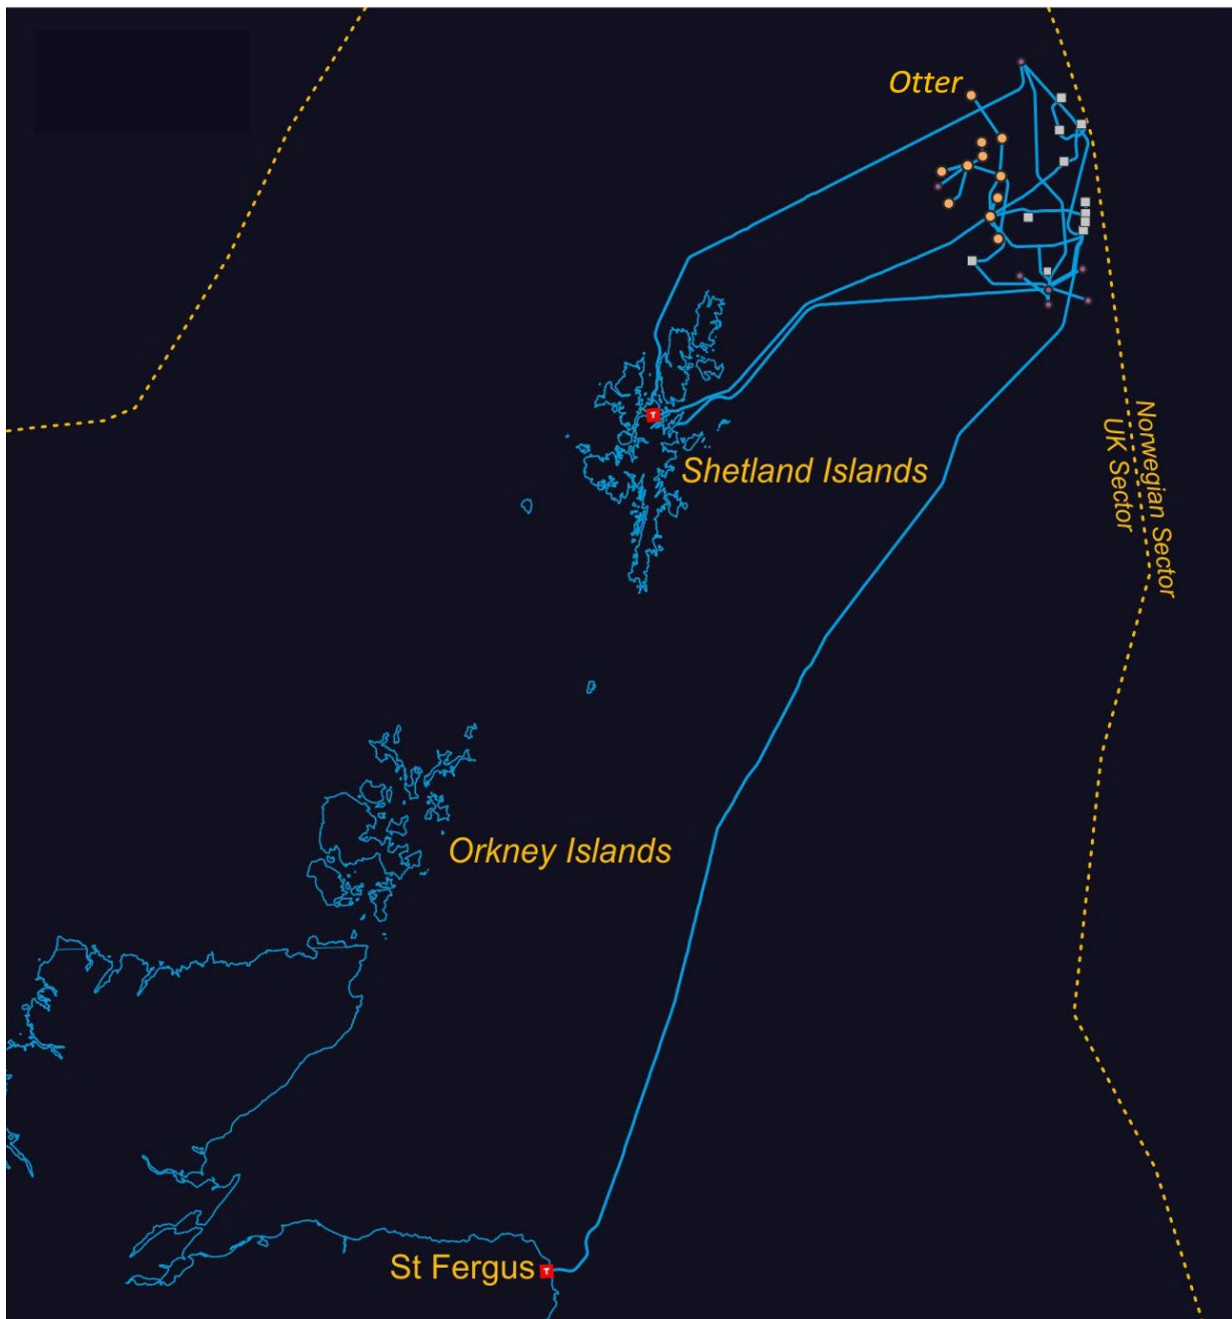 Otter
Shetland Islands
Norwegian Sector
UK Sector
Orkney Islands
St Fergus
T
T